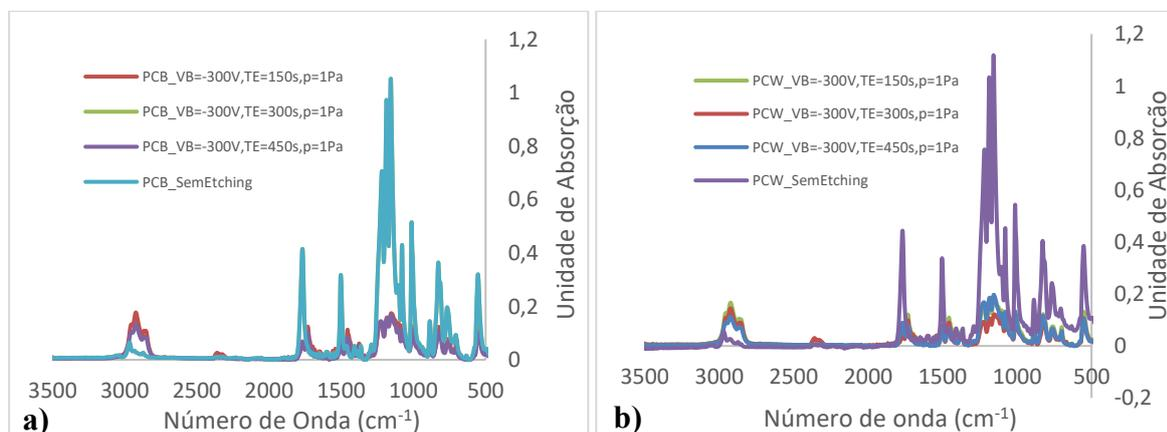 1,2
1
0,8
0,6
0,4
0,2
0
Unidade de Absorção
PCB_VB=-300V,TE=150s,p=1Pa
PCB_VB=-300V,TE=300s,p=1Pa
PCB_VB=-300V,TE=450s,p=1Pa
PCB_SemEtching
3500 3000 2500 2000 1500 1000 500
Número de Onda (cm-1)
a)
1,2
1
0,8
0,6
0,4
0,2
0
-0,2
Unidade de Absorção
PCW_VB=-300V,TE=150s,p=1Pa
PCW_VB=-300V,TE=300s,p=1Pa
PCW_VB=-300V,TE=450s,p=1Pa
PCW_SemEtching
3500 3000 2500 2000 1500 1000 500
Número de onda (cm-1)
b)